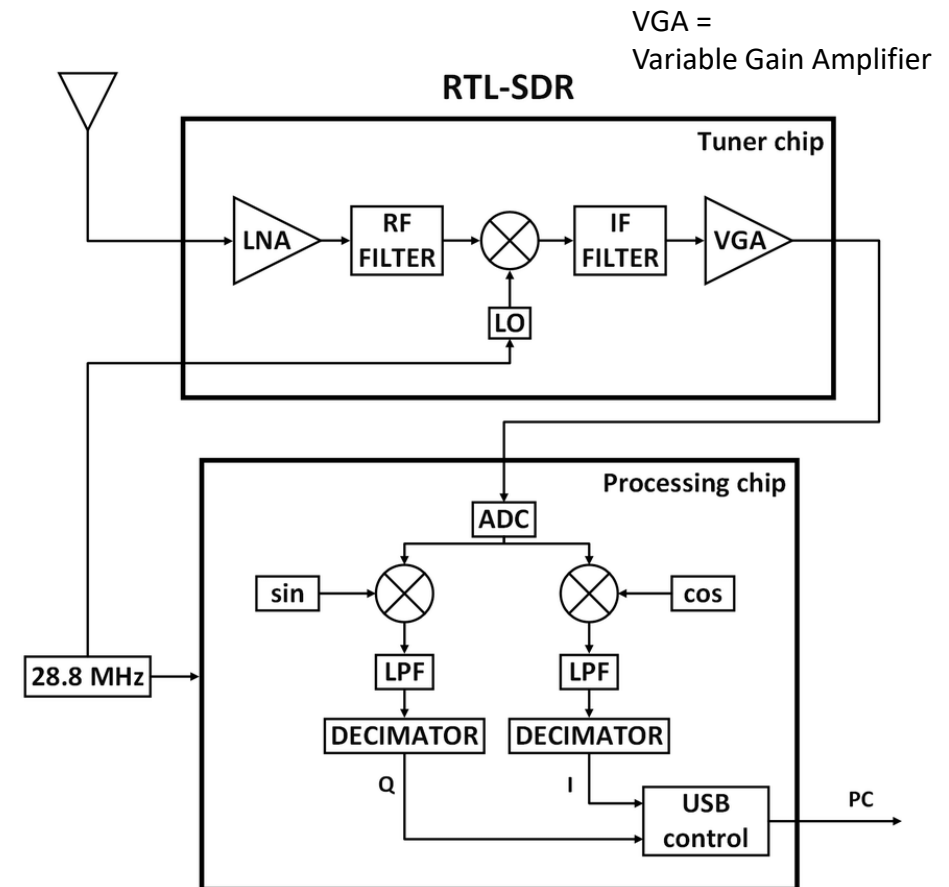 VGA =
Variable Gain Amplifier
RTL-SDR
Tuner chip
LNA
RF
FILTER
IF
FILTER
VGA
LO
Processing chip
ADC
sin
cos
28.8 MHz
LPF
LPF
DECIMATOR
DECIMATOR
Q
I
USB
control
PC